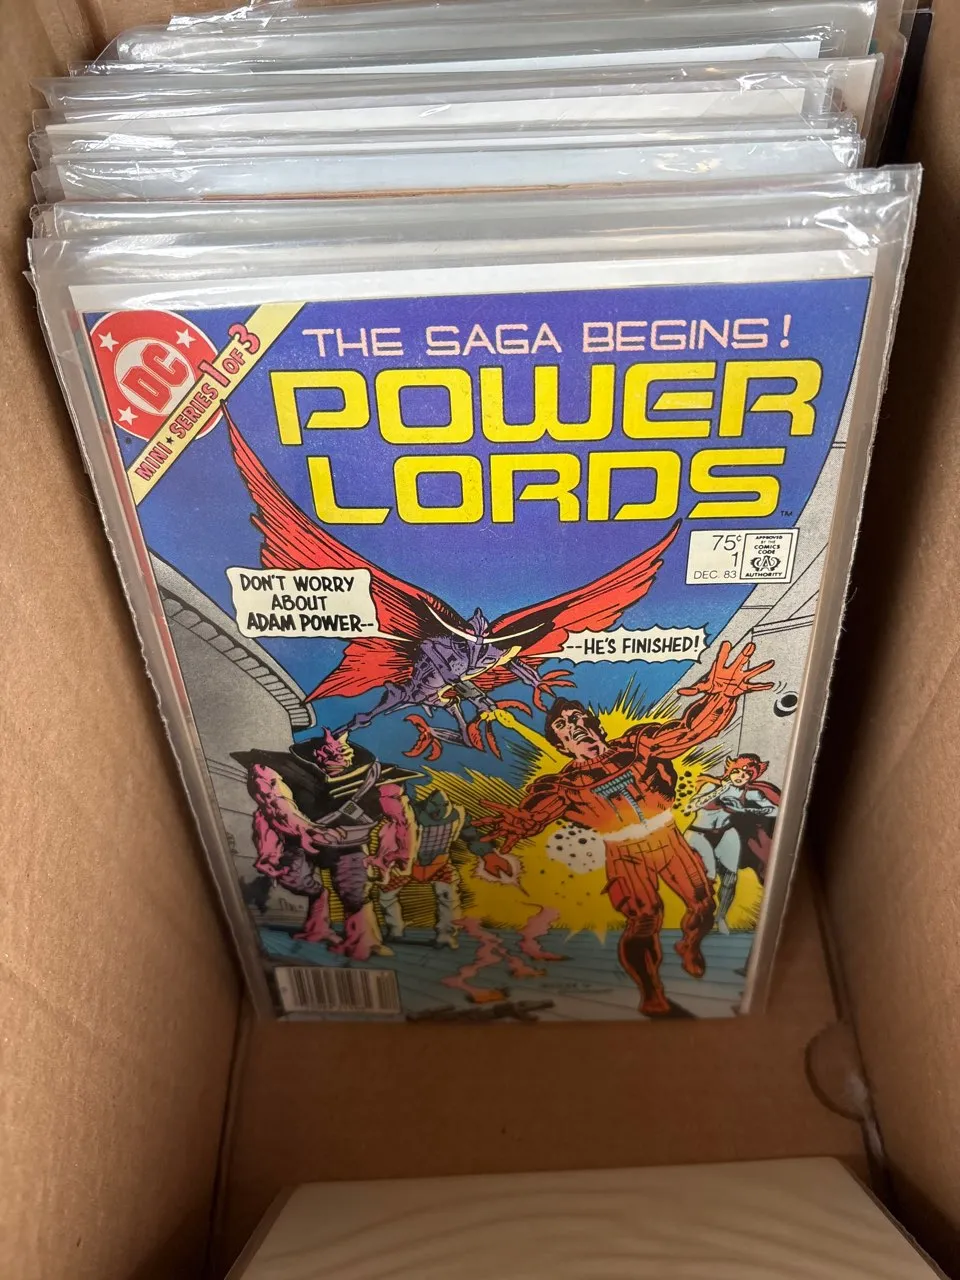 DC
MINI★SERIES 1 OF 3
THE SAGA BEGINS!
POWER
LORDS
TM
75¢
1
DEC. 83
APPROVED
BY THE
COMICS
CODE
AUTHORITY
DON'T WORRY
ABOUT
ADAM POWER--
--HE'S FINISHED!